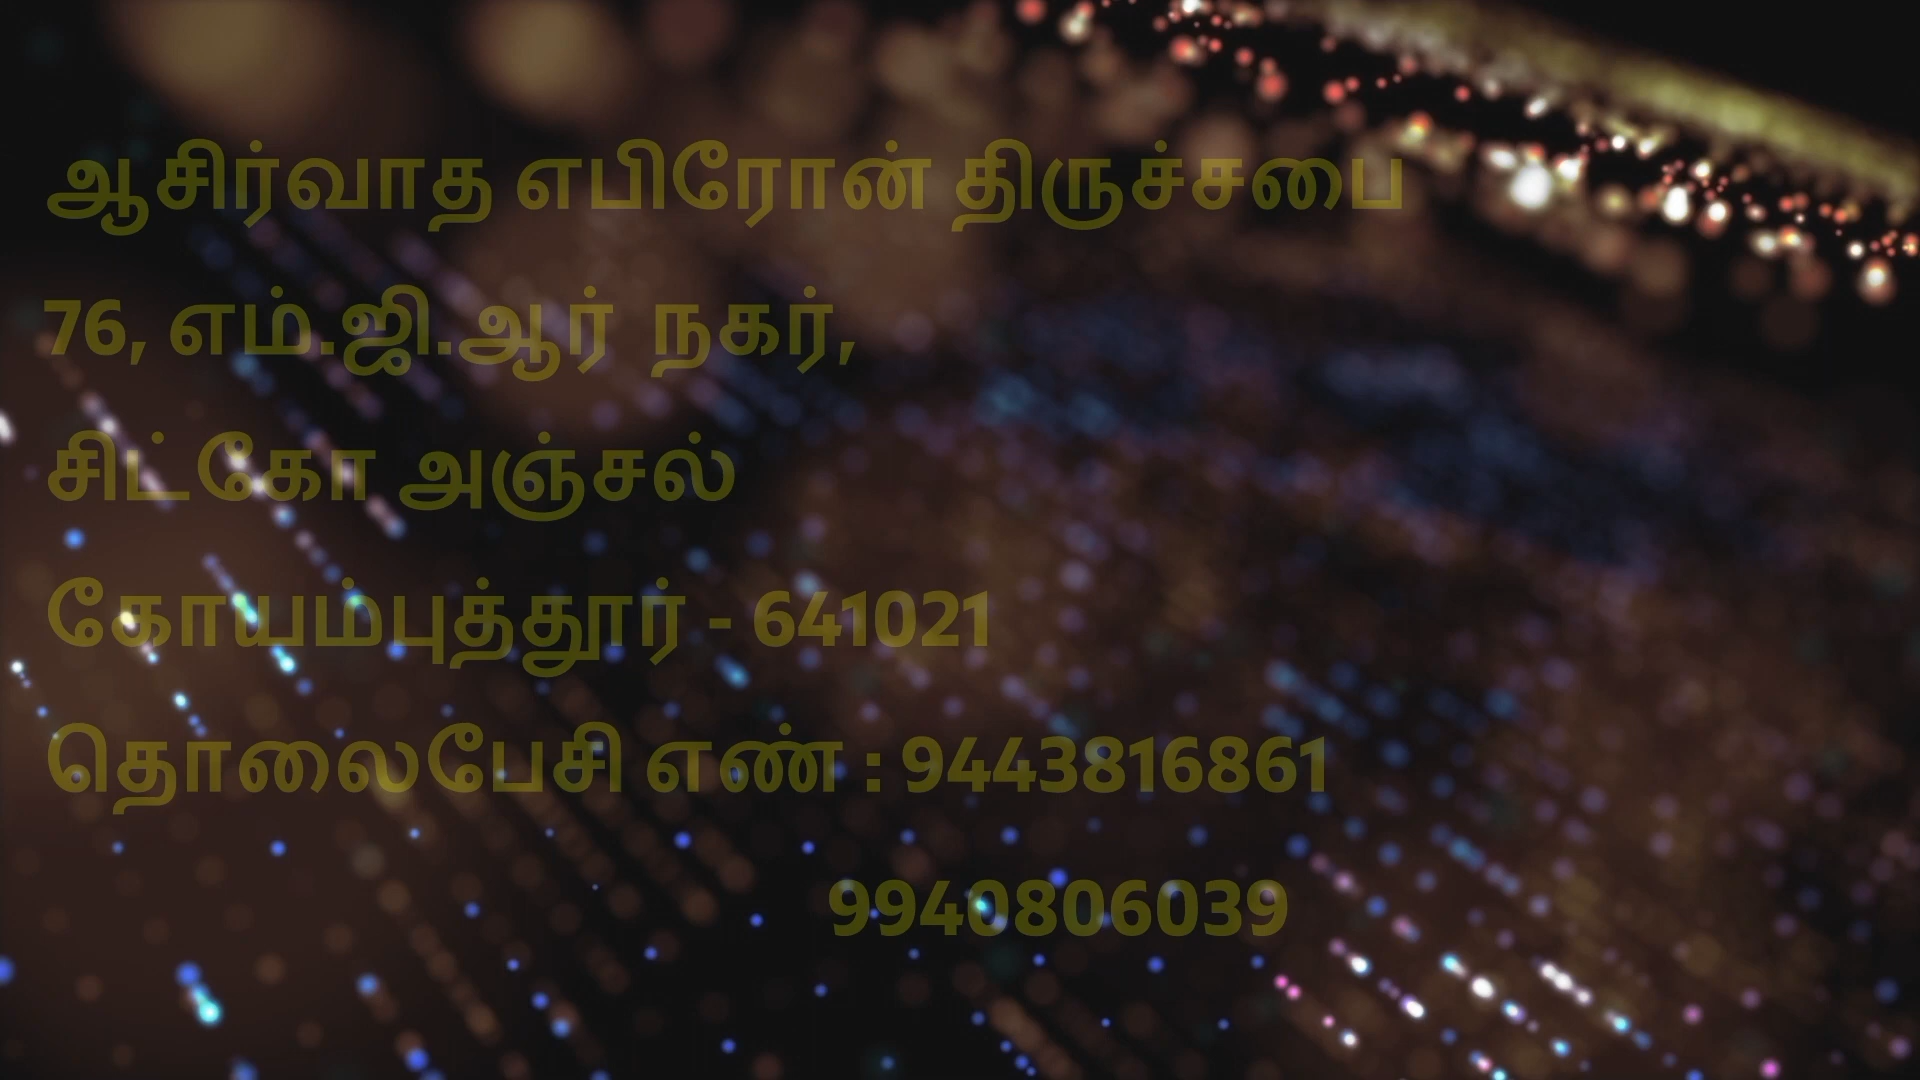 ஆசிர்வாத எபிரோன் திருச்சபை
76, எம்.ஜி.ஆர் நகர்,
சிட்கோ அஞ்சல்
கோயம்புத்தூர் - 641021
தொலைபேசி எண் : 9443816861
9940806039